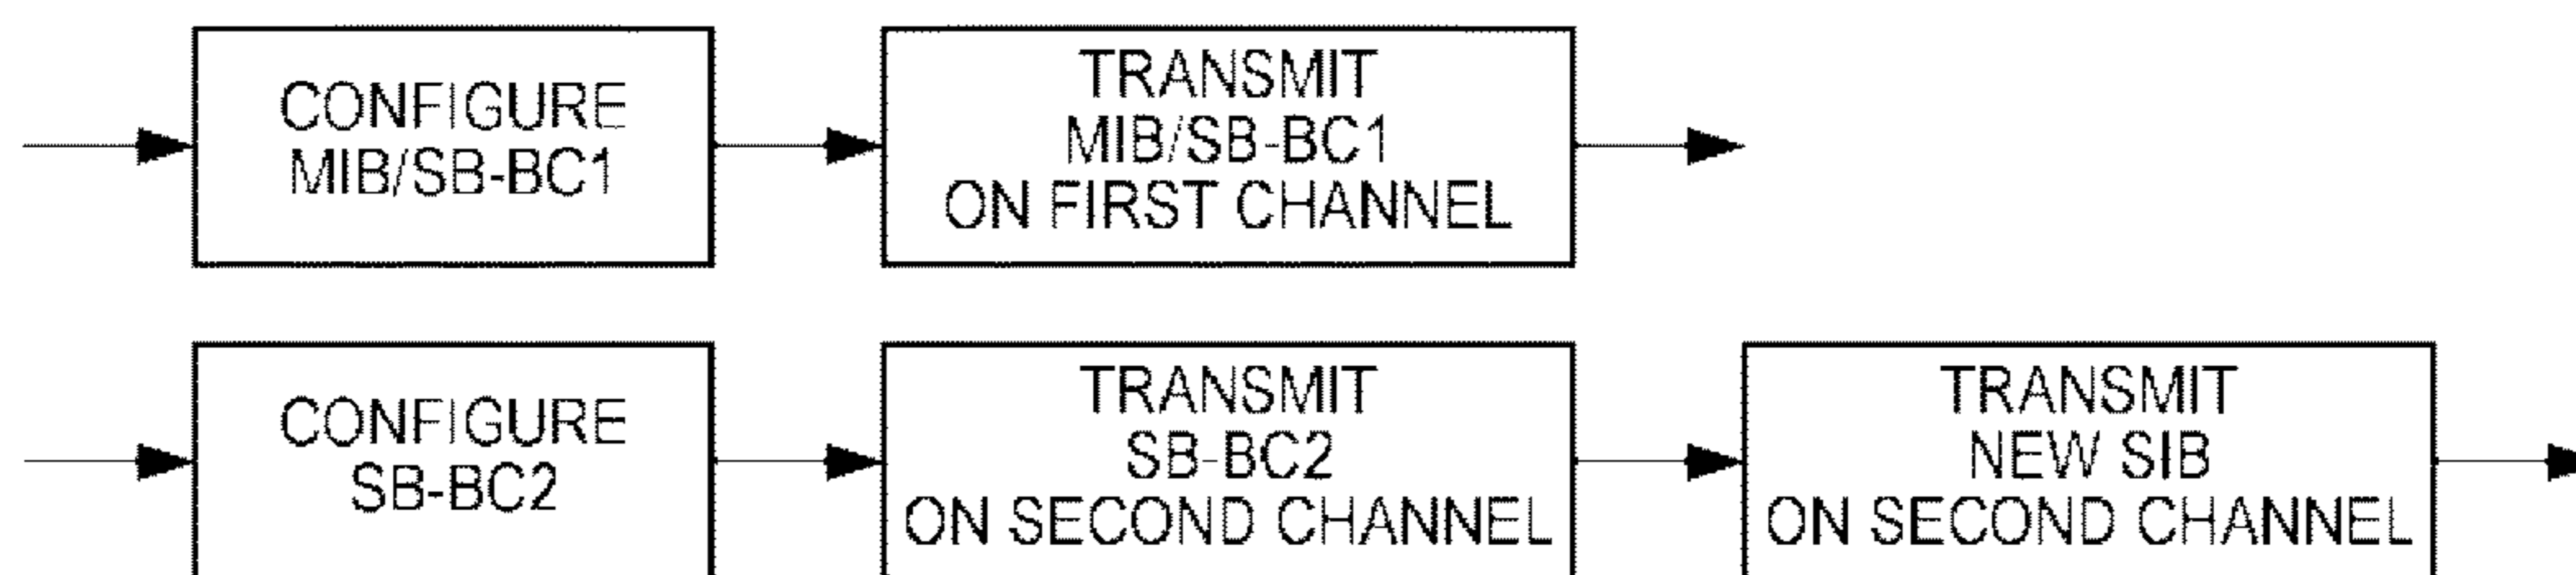 CONFIGURE
MIB/SB-BC1
TRANSMIT
MIB/SB-BC1
ON FIRST CHANNEL
CONFIGURE
SB-BC2
TRANSMIT
SB-BC2
ON SECOND CHANNEL
TRANSMIT
NEW SIB
ON SECOND CHANNEL